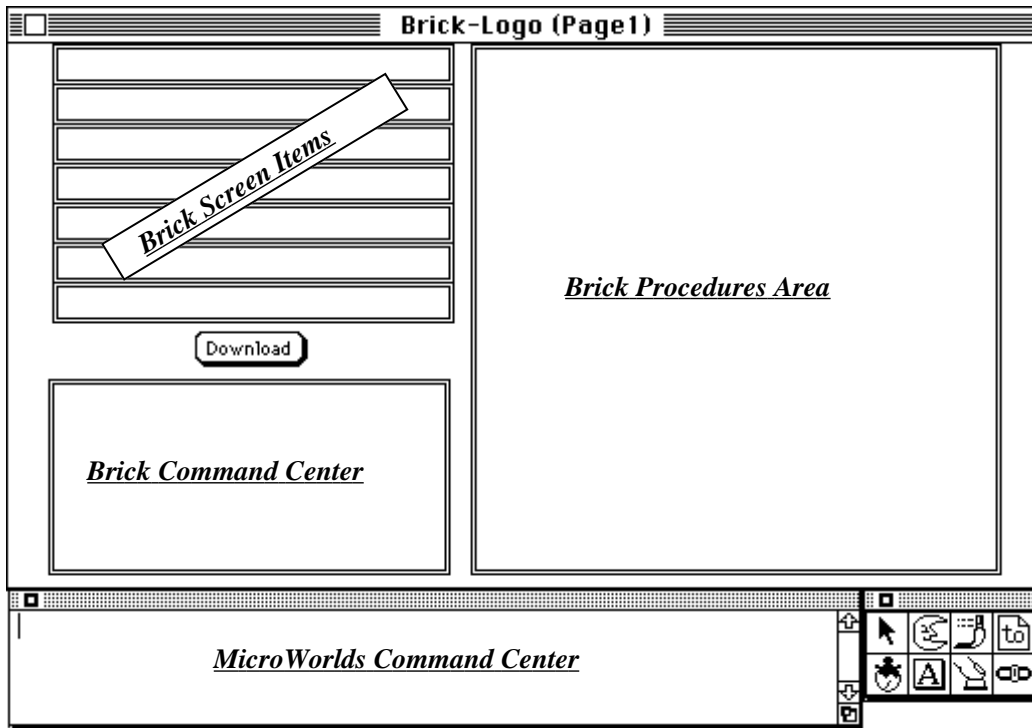 Brick-Logo (Page1)
Brick Screen Items
Download
Brick Procedures Area
Brick Command Center
MicroWorlds Command Center
to
A